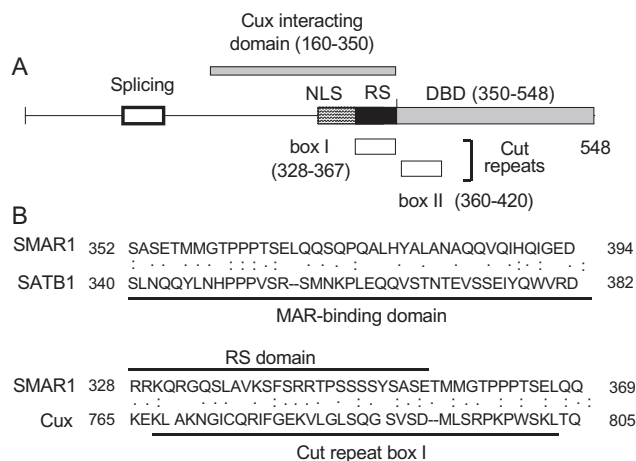 Cux interacting
domain (160-350)
A
Splicing
NLS RS DBD (350-548)
box I
(328-367)
Cut
repeats
548
box II (360-420)
B
SMAR1 352 SASETMMGTPPPTSELQQSQPQALHYALANAQQVQIHQIGED 394
SATB1 340 SLNQQYLNHPPPVSR--SMNKPLEQQVSTNTEVSSEIYQWVRD 382
MAR-binding domain
RS domain
SMAR1 328 RRKQRGQSLAVKSFSRRTPSSSSYSASETMMGTPPPTSELQQ 369
Cux 765 KEKLAKNGICQRIFGEKVLGLSQG SVSD--MLSRPKPWSKLTQ 805
Cut repeat box I